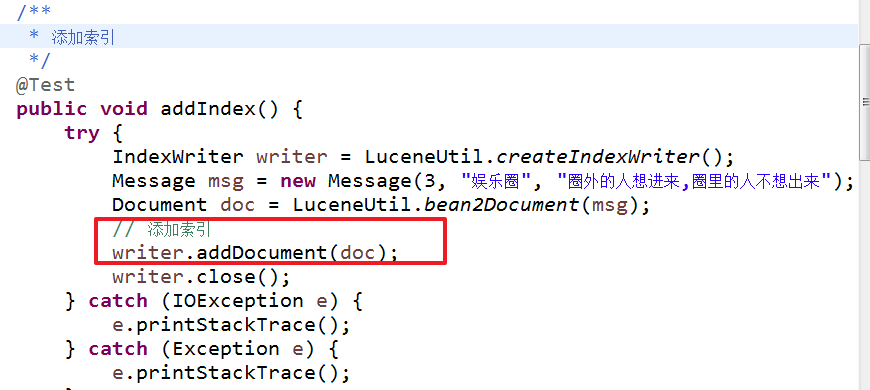 /**
 * 添加索引
 */
@Test
public void addIndex() {
    try {
        IndexWriter writer = LuceneUtil.createIndexWriter();
        Message msg = new Message(3, "娱乐圈", "圈外的人想进来,圈里的人不想出来");
        Document doc = LuceneUtil.bean2Document(msg);
        // 添加索引
        writer.addDocument(doc);
        writer.close();
    } catch (IOException e) {
        e.printStackTrace();
    } catch (Exception e) {
        e.printStackTrace();